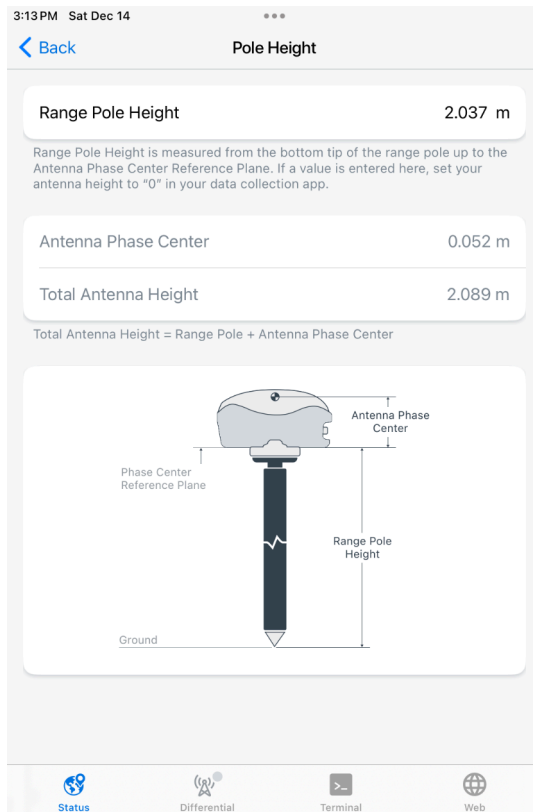 3:13 PM Sat Dec 14
Back
Pole Height
Range Pole Height 2.037 m
Range Pole Height is measured from the bottom tip of the range pole up to the
Antenna Phase Center Reference Plane. If a value is entered here, set your
antenna height to “0” in your data collection app.
Antenna Phase Center 0.052 m
Total Antenna Height 2.089 m
Total Antenna Height = Range Pole + Antenna Phase Center
Antenna Phase
Center
Phase Center
Reference Plane
Range Pole
Height
Ground
Status
Differential
Terminal
Web